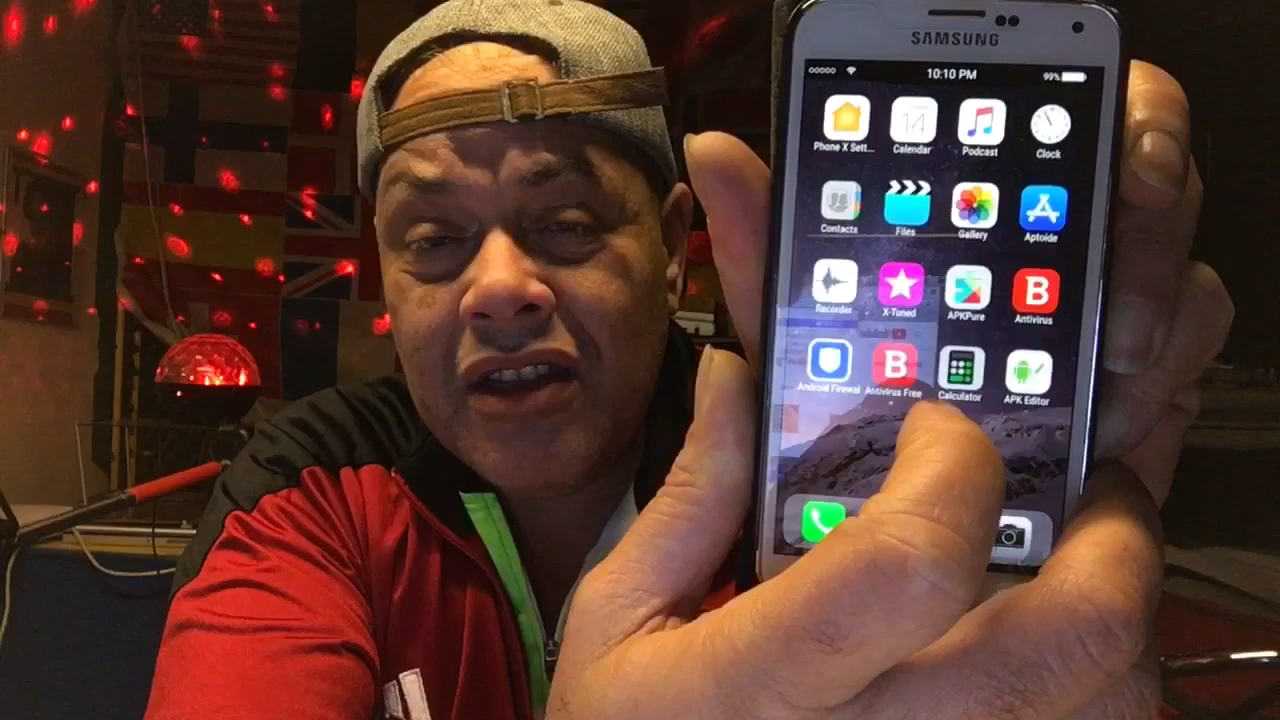 SAMSUNG
10:10 PM
99%
Phone X Sett...
Calendar
Podcast
Clock
14
Contacts
Files
Gallery
Aptoide
Recorder
X-Tuned
APKPure
Antivirus
B
Android Firewal
Antivirus Free
Calculator
APK Editor
B